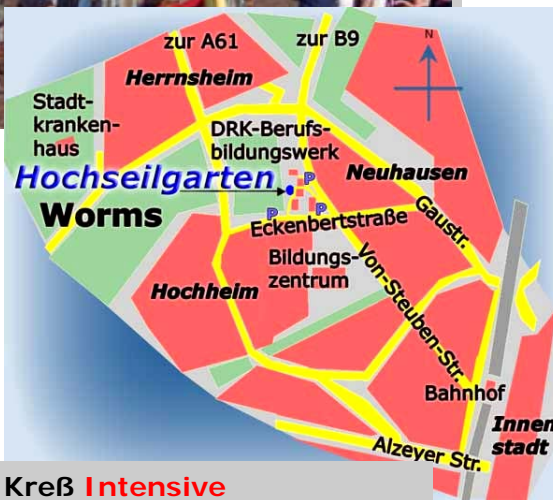 zur A61
zur B9
N
Herrnsheim
Stadt-
kranken-
haus
DRK-Berufs-
bildungswerk
Neuhausen
Hochseilgarten
P
Worms
P
P
Eckenbertstraße
Gaustr.
Bildungs-
zentrum
Hochheim
Von-Steuben-Str.
Bahnhof
Innen
stadt
Alzeyer Str.
Kreß Intensive